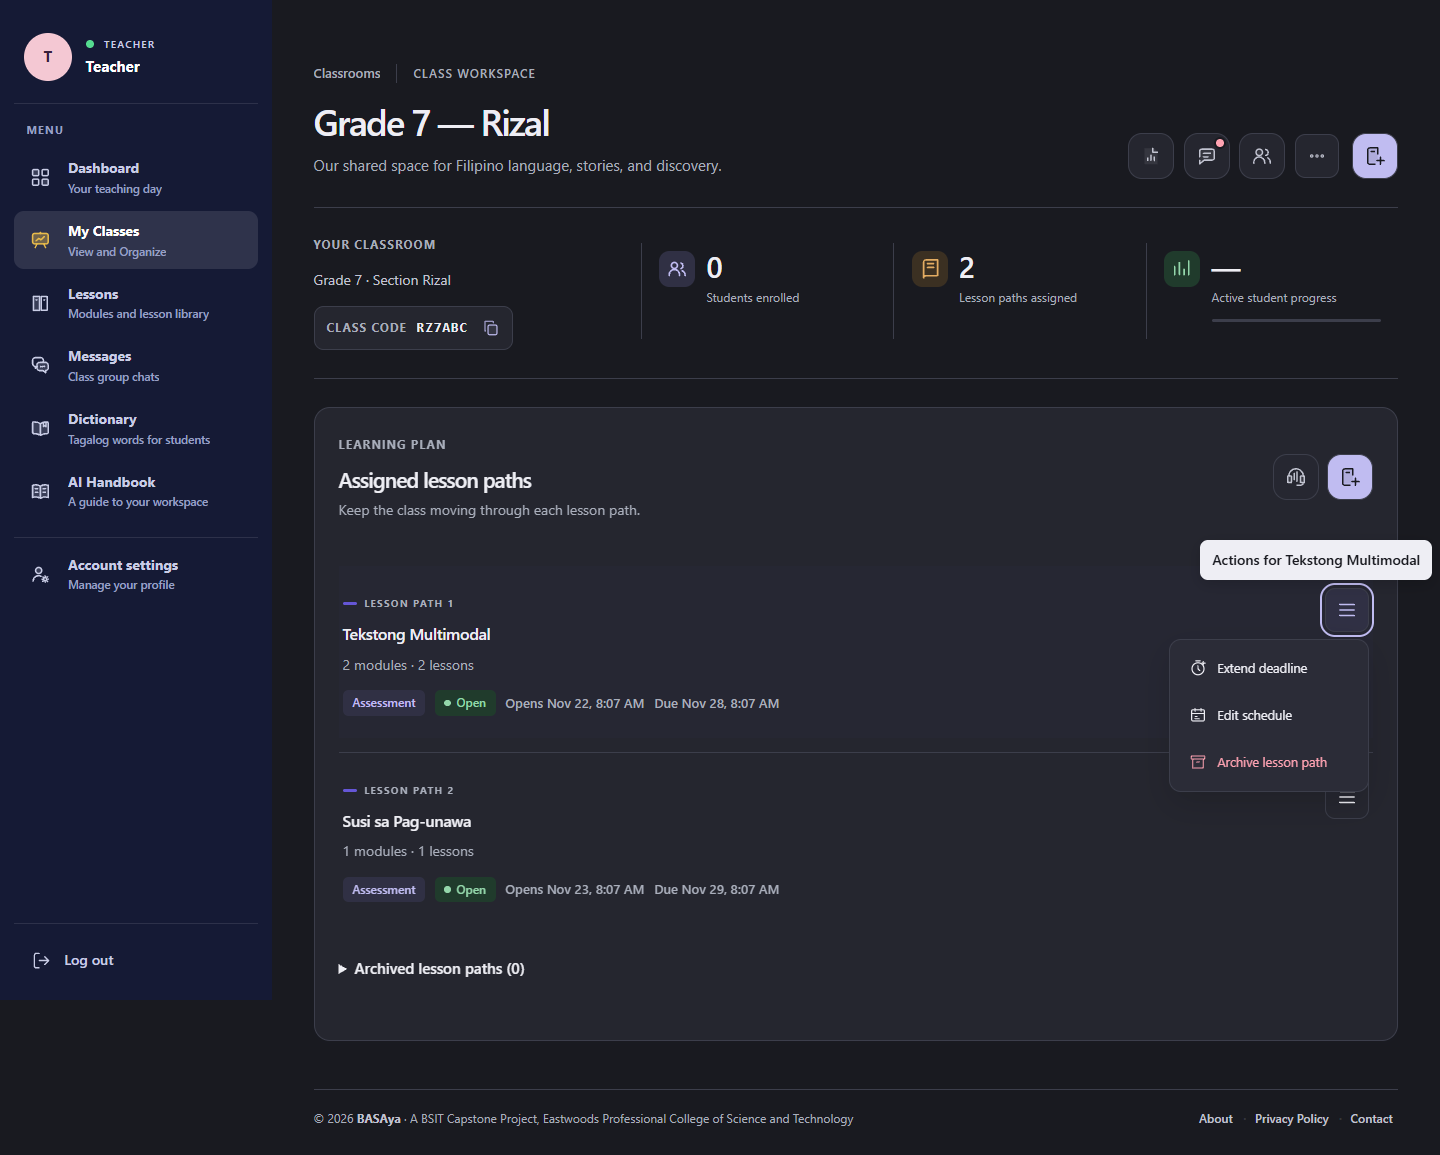 T
TEACHER
Teacher
MENU
Dashboard
Your teaching day
My Classes
View and Organize
Lessons
Modules and lesson library
Messages
Class group chats
Dictionary
Tagalog words for students
AI Handbook
A guide to your workspace
Account settings
Manage your profile
Log out
Classrooms
CLASS WORKSPACE
Grade 7 — Rizal
Our shared space for Filipino language, stories, and discovery.
YOUR CLASSROOM
Grade 7 · Section Rizal
CLASS CODE RZ7ABC
0
Students enrolled
2
Lesson paths assigned
—
Active student progress
LEARNING PLAN
Assigned lesson paths
Keep the class moving through each lesson path.
Actions for Tekstong Multimodal
LESSON PATH 1
Tekstong Multimodal
2 modules · 2 lessons
Assessment Open Opens Nov 22, 8:07 AM Due Nov 28, 8:07 AM
Extend deadline
Edit schedule
Archive lesson path
LESSON PATH 2
Susi sa Pag-unawa
1 modules · 1 lessons
Assessment Open Opens Nov 23, 8:07 AM Due Nov 29, 8:07 AM
Archived lesson paths (0)
© 2026 BASAya · A BSIT Capstone Project, Eastwoods Professional College of Science and Technology
About · Privacy Policy · Contact